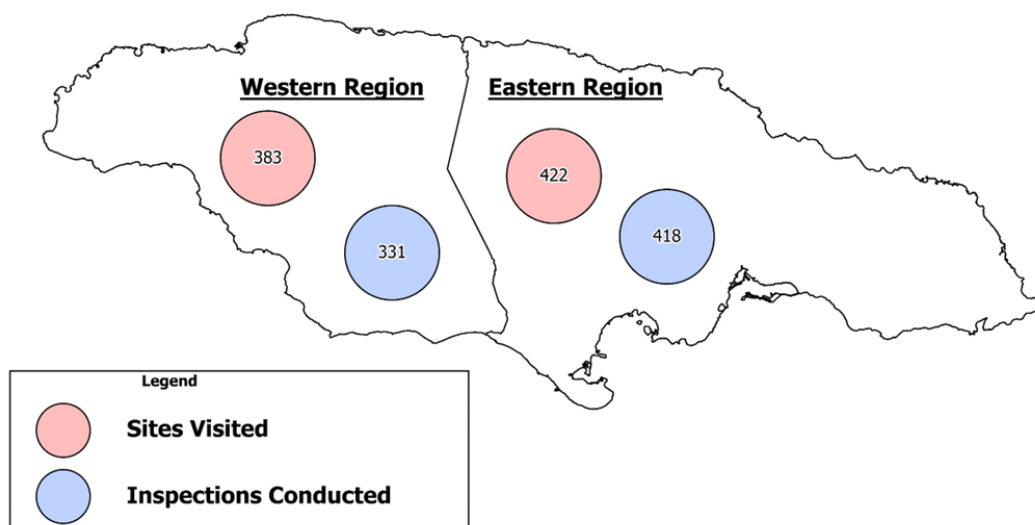 Western Region
Eastern Region
383
422
331
418
Legend
Sites Visited
Inspections Conducted